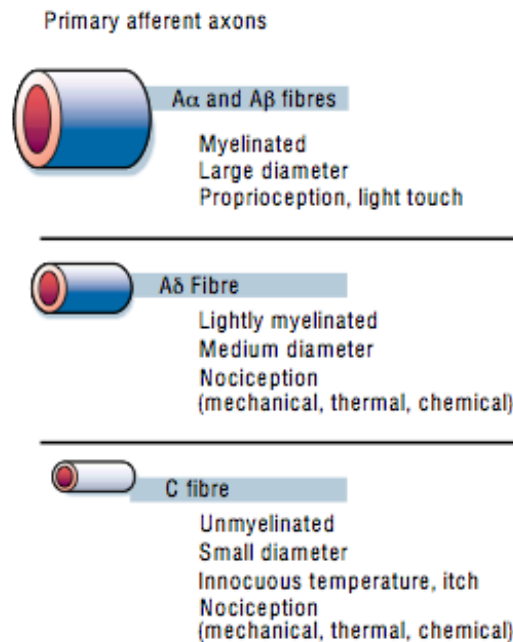 Primary afferent axons
Aα and Aβ fibres
Myelinated
Large diameter
Proprioception, light touch
Aδ Fibre
Lightly myelinated
Medium diameter
Nociception
(mechanical, thermal, chemical)
C fibre
Unmyelinated
Small diameter
Innocuous temperature, itch
Nociception
(mechanical, thermal, chemical)